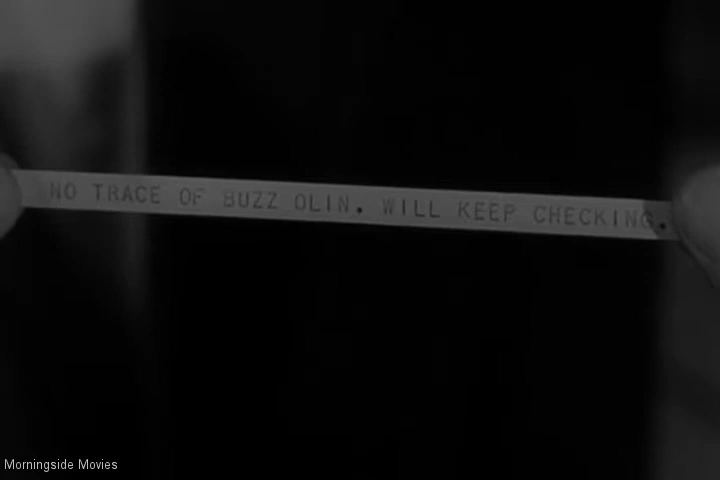 NO TRACE OF BUZZ OLIN. WILL KEEP CHECKING.
Morningside Movies